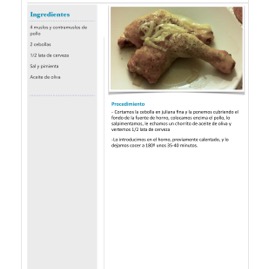 Ingredientes
4 muslos y contramuslos de
pollo
2 cebollas
1/2 lata de cerveza
Sal y pimienta
Aceite de oliva
Procedimiento
- Cortamos la cebolla en juliana fina y la ponemos cubriendo el
fondo de la fuente de horno, colocamos encima el pollo, lo
salpimentamos, le echamos un chorrito de aceite de oliva y
vertemos 1/2 lata de cerveza
-Lo introducimos en el horno, previamente calentado, y lo
dejamos cocer a 180º unos 35-40 minutos.